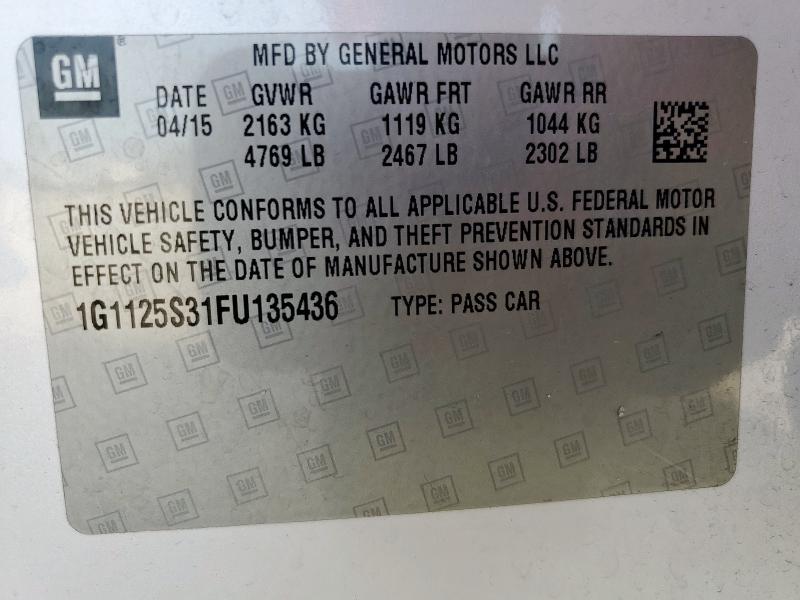 GM
MFD BY GENERAL MOTORS LLC
DATE GVWR GAWR FRT GAWR RR
04/15 2163 KG 1119 KG 1044 KG
4769 LB 2467 LB 2302 LB
THIS VEHICLE CONFORMS TO ALL APPLICABLE U.S. FEDERAL MOTOR
VEHICLE SAFETY, BUMPER, AND THEFT PREVENTION STANDARDS IN
EFFECT ON THE DATE OF MANUFACTURE SHOWN ABOVE.
1G1125S31FU135436 TYPE: PASS CAR